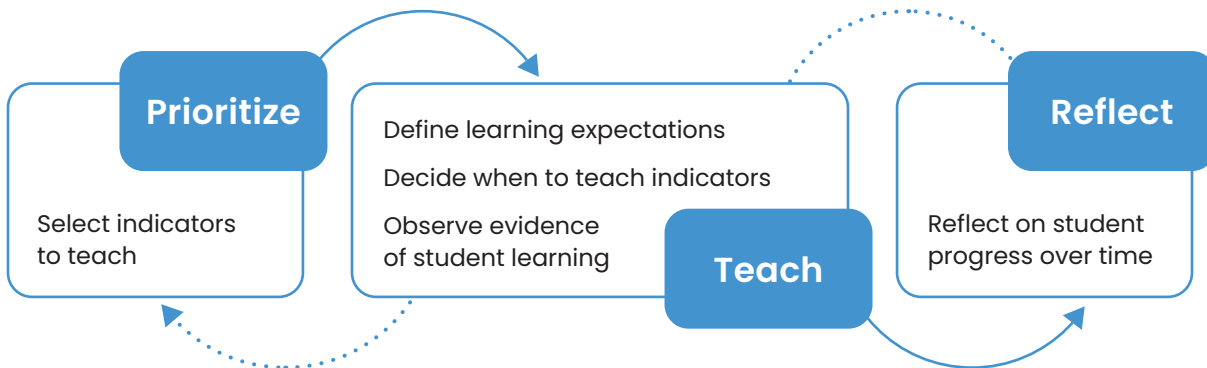 Prioritize
Select indicators
to teach
Define learning expectations
Decide when to teach indicators
Observe evidence
of student learning
Teach
Reflect
Reflect on student
progress over time